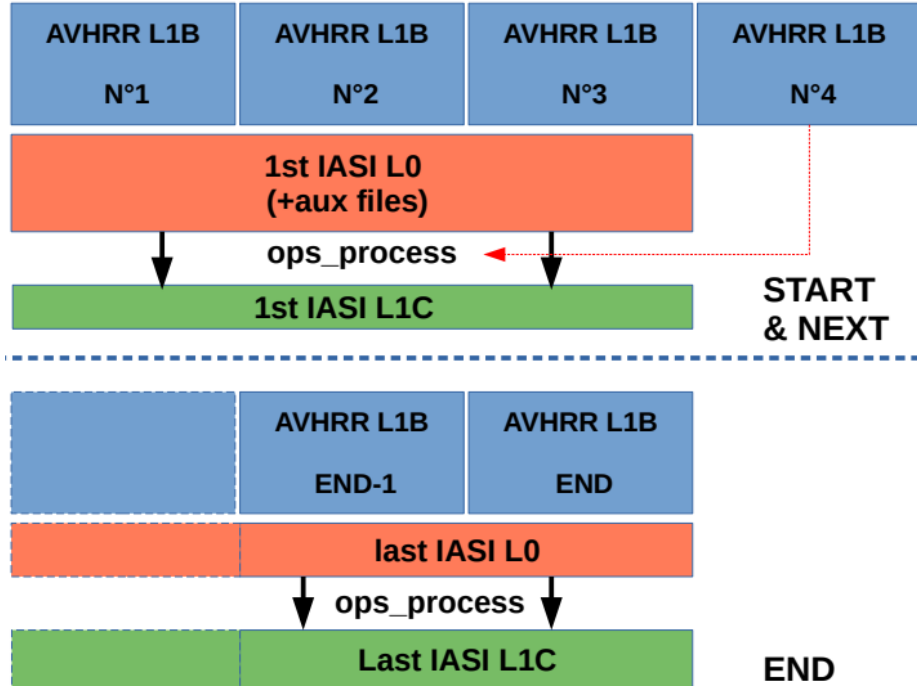 AVHRR L1B
N°1
AVHRR L1B
N°2
AVHRR L1B
N°3
AVHRR L1B
N°4
1st IASI L0
(+aux files)
ops_process
1st IASI L1C
START
& NEXT
AVHRR L1B
END-1
AVHRR L1B
END
last IASI L0
ops_process
Last IASI L1C
END